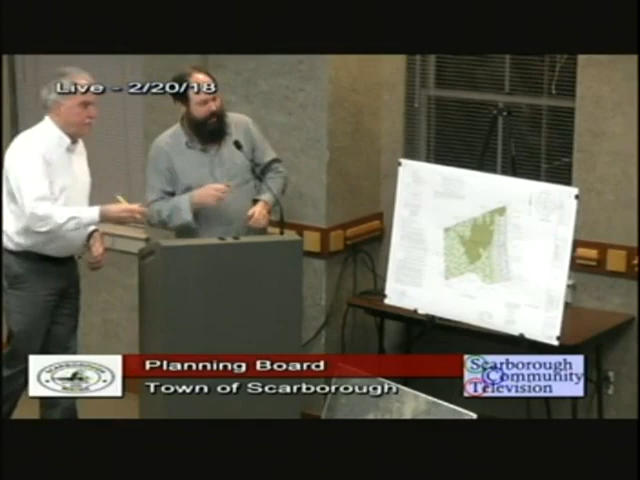 Live - 2/20/18
Planning Board
Town of Scarborough
Scarborough
Community
Television